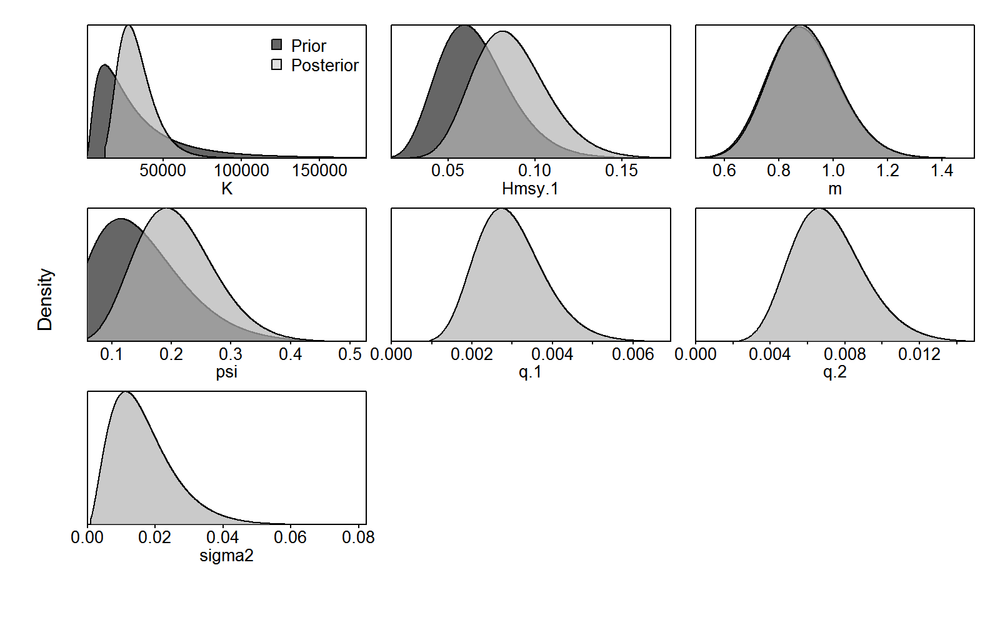 Prior
Posterior
50000 100000 150000
K
0.05 0.10 0.15
Hmsy.1
0.6 0.8 1.0 1.2 1.4
m
Density
0.1 0.2 0.3 0.4 0.5
psi
0.000 0.002 0.004 0.006
q.1
0.000 0.004 0.008 0.012
q.2
0.00 0.02 0.04 0.06 0.08
sigma2